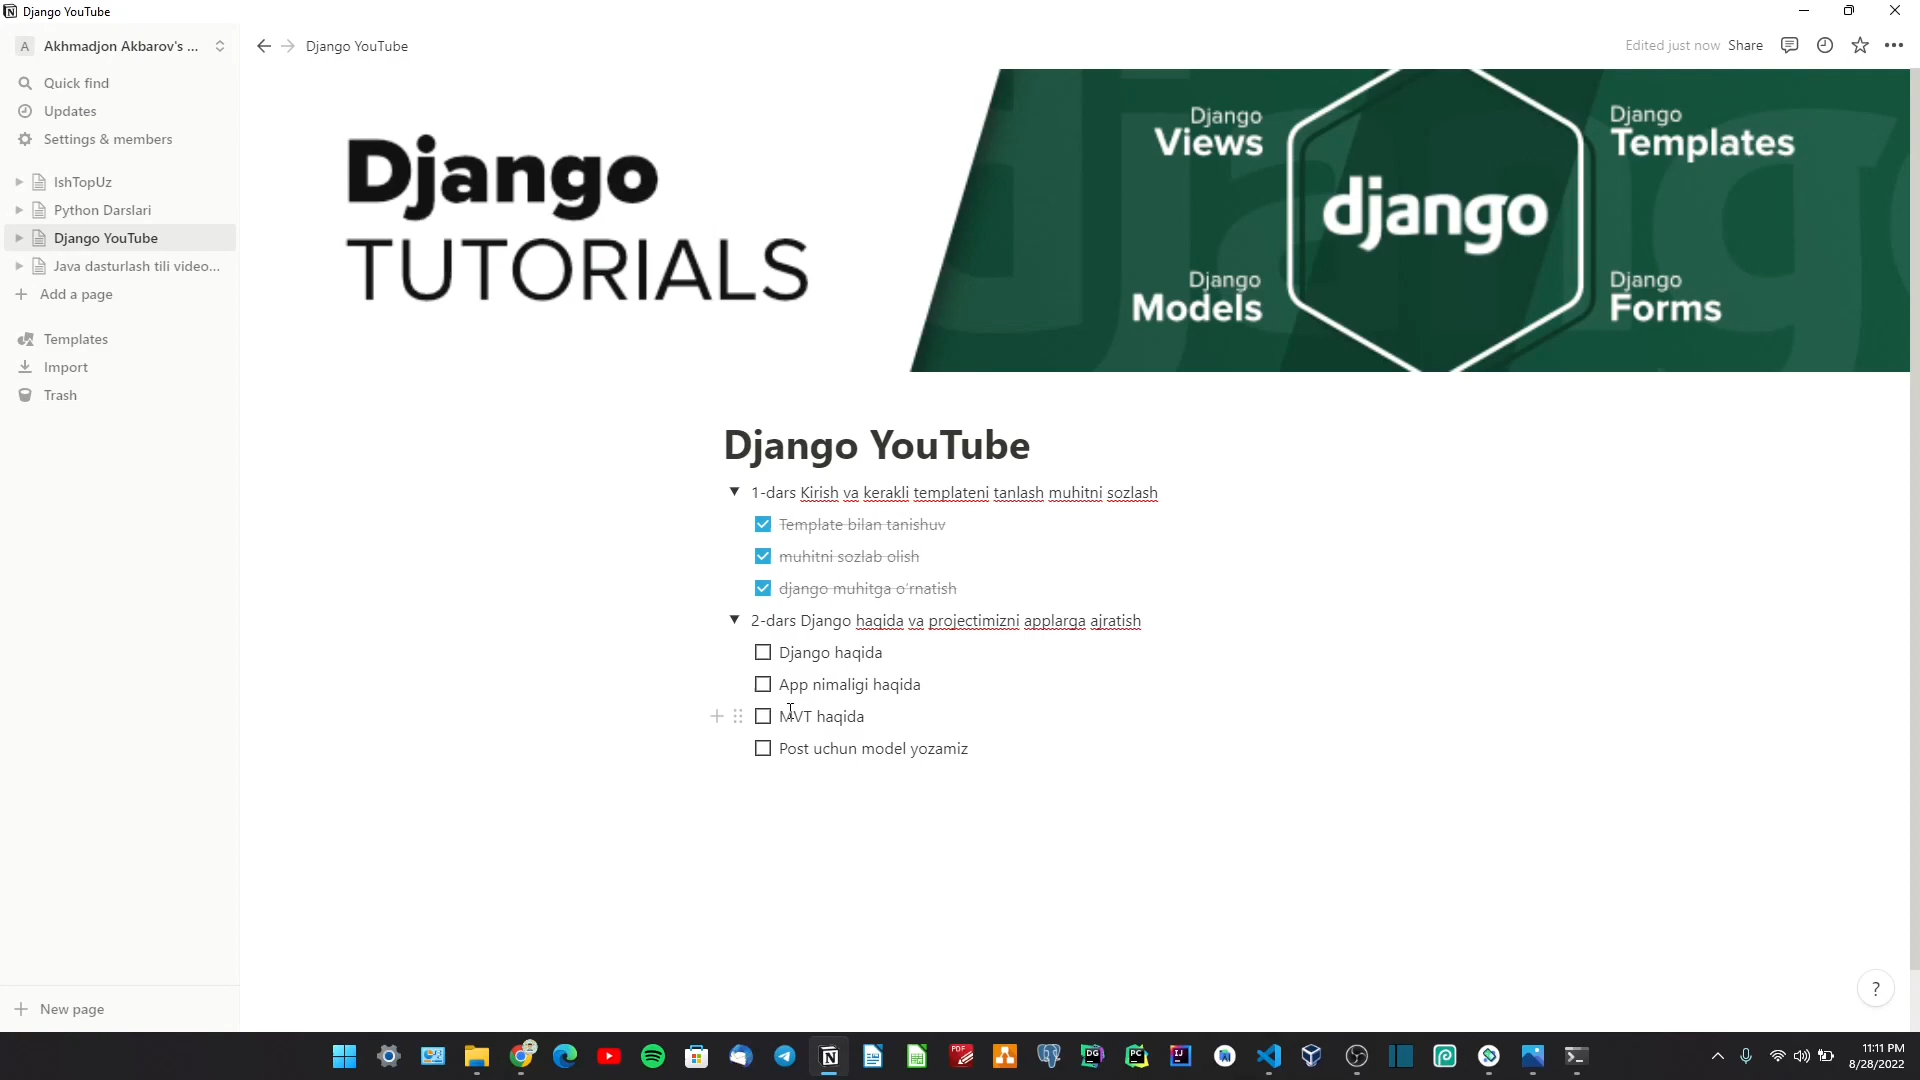 Django YouTube
A Akhmadjon Akbarov's ...
Quick find
Updates
Settings & members
IshTopUz
Python Darslari
Django YouTube
Java dasturlash tili video...
Add a page
Templates
Import
Trash
New page
Django YouTube
Edited just now Share
Django
TUTORIALS
Django
Views
Django
Models
django
Django
Templates
Django
Forms
Django YouTube
1-dars Kirish va kerakli templateni tanlash muhitni sozlash
Template bilan tanishuv
muhitni sozlab olish
django muhitga o'rnatish
2-dars Django haqida va projectimizni applarga ajratish
Django haqida
App nimaligi haqida
MVT haqida
Post uchun model yozamiz
?
11:11 PM
8/28/2022